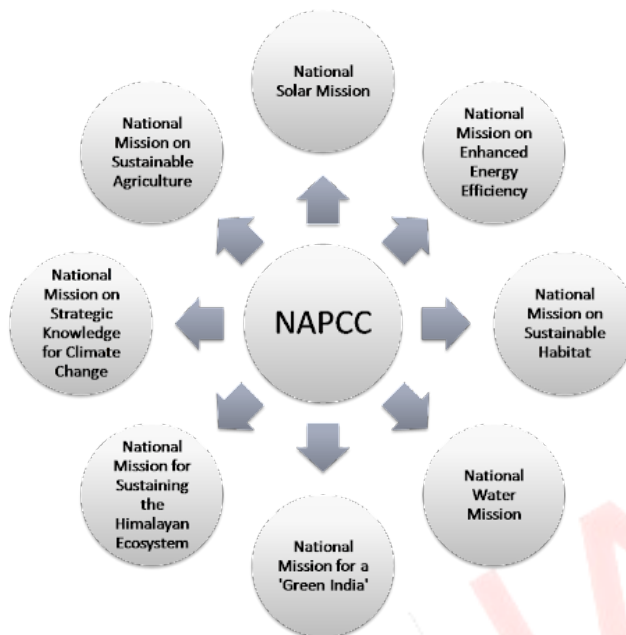 National
Solar Mission
National
Mission on
Enhanced
Energy
Efficiency
National
Mission on
Sustainable
Habitat
National
Water
Mission
National
Mission for a
'Green India'
National
Mission for
Sustaining
the
Himalayan
Ecosystem
National
Mission on
Strategic
Knowledge
for Climate
Change
National
Mission on
Sustainable
Agriculture
NAPCC